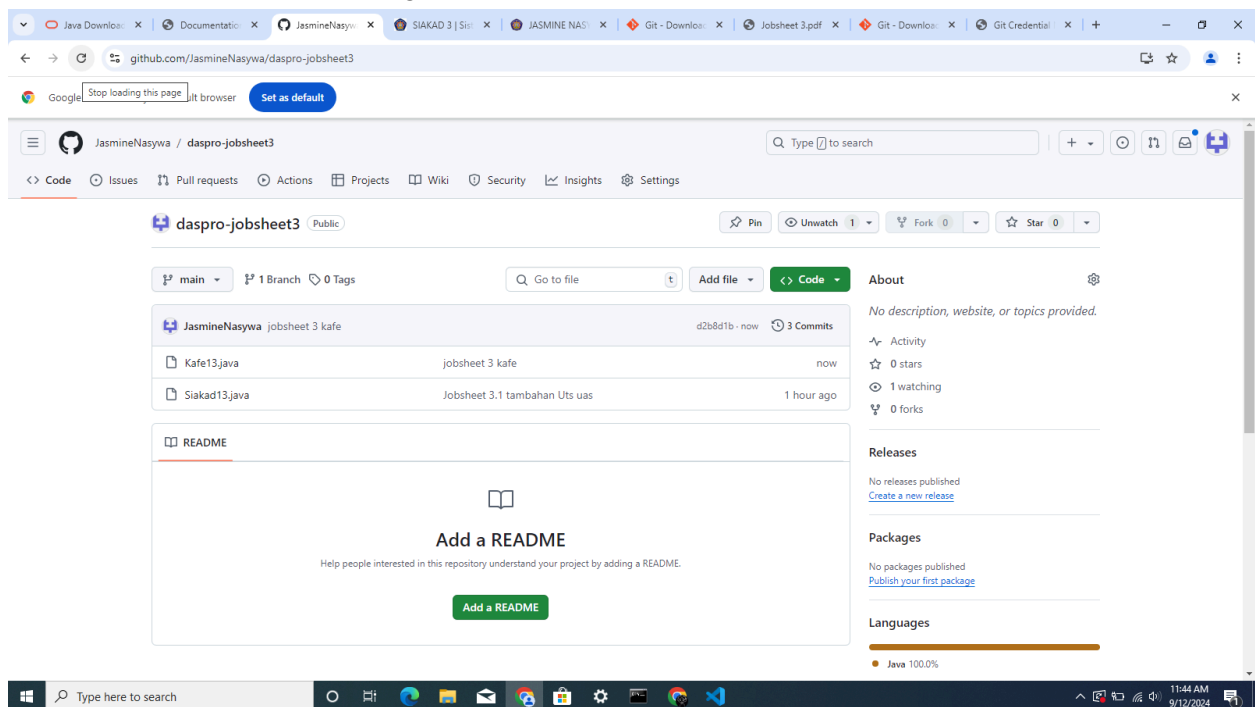 Java Downloac
Documentatio
JasmineNasyw
SIAKAD 3 | Sis
JASMINE NAS
Git - Downloac
Jobsheet 3.pdf
Git - Downloac
Git Credential
github.com/JasmineNasywa/daspro-jobsheet3
Stop loading this page
Google
ult browser
Set as default
JasmineNasywa / daspro-jobsheet3
Type / to search
Code
Issues
Pull requests
Actions
Projects
Wiki
Security
Insights
Settings
daspro-jobsheet3 Public
Pin
Unwatch 1
Fork 0
Star 0
main
1 Branch
0 Tags
Go to file t
Add file
Code
About
No description, website, or topics provided.
JasmineNasywa jobsheet 3 kafe d2b8d1b · now 3 Commits
Kafe13.java jobsheet 3 kafe now
Siakad13.java Jobsheet 3.1 tambahan Uts uas 1 hour ago
Activity
0 stars
1 watching
0 forks
README
Add a README
Help people interested in this repository understand your project by adding a README.
Add a README
Releases
No releases published
Create a new release
Packages
No packages published
Publish your first package
Languages
Java 100.0%
Type here to search
11:44 AM
9/12/2024